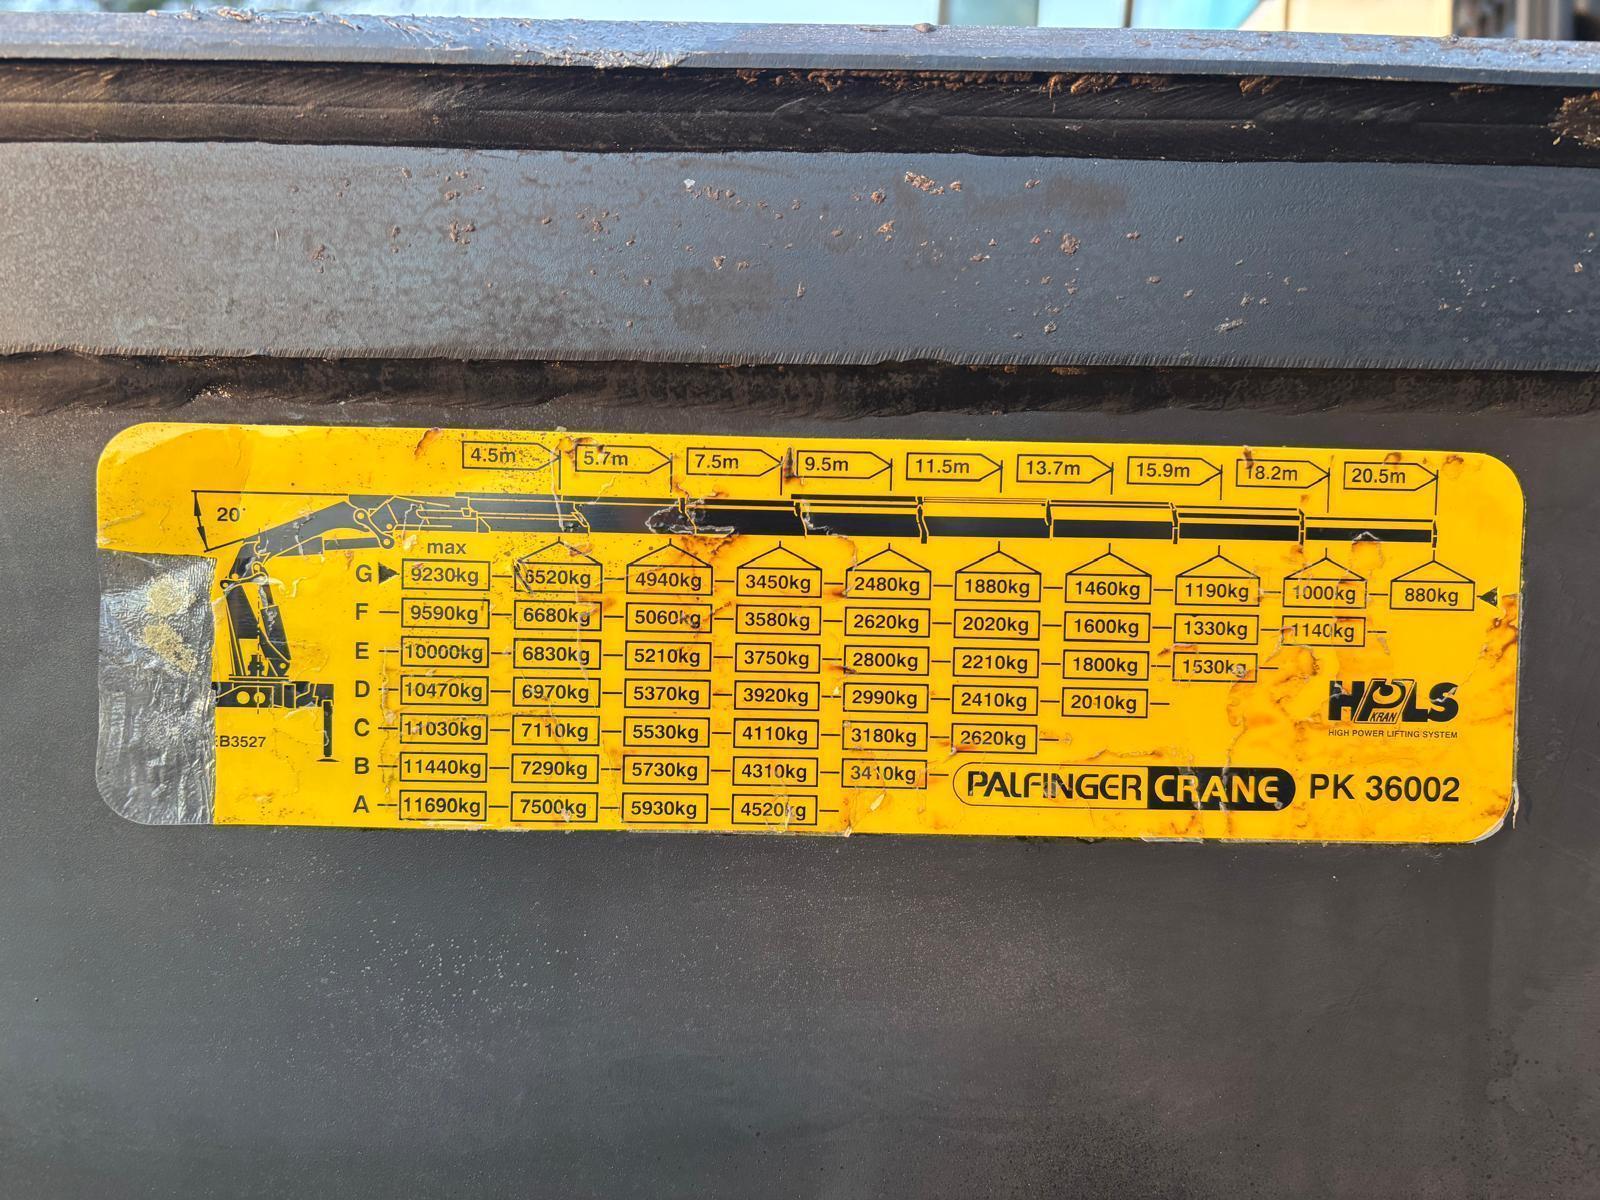 4.5m 5.7m 7.5m 9.5m 11.5m 13.7m 15.9m 18.2m 20.5m
20°
max
G 9230kg 6520kg 4940kg 3450kg 2480kg 1880kg 1460kg 1190kg 1000kg 880kg
F 9590kg 6680kg 5060kg 3580kg 2620kg 2020kg 1600kg 1330kg 1140kg
E 10000kg 6830kg 5210kg 3750kg 2800kg 2210kg 1800kg 1530kg
D 10470kg 6970kg 5370kg 3920kg 2990kg 2410kg 2010kg
C 11030kg 7110kg 5530kg 4110kg 3180kg 2620kg
B 11440kg 7290kg 5730kg 4310kg 3410kg
A 11690kg 7500kg 5930kg 4520kg
B3527
HPLS
KRAN
HIGH POWER LIFTING SYSTEM
PALFINGER CRANE PK 36002